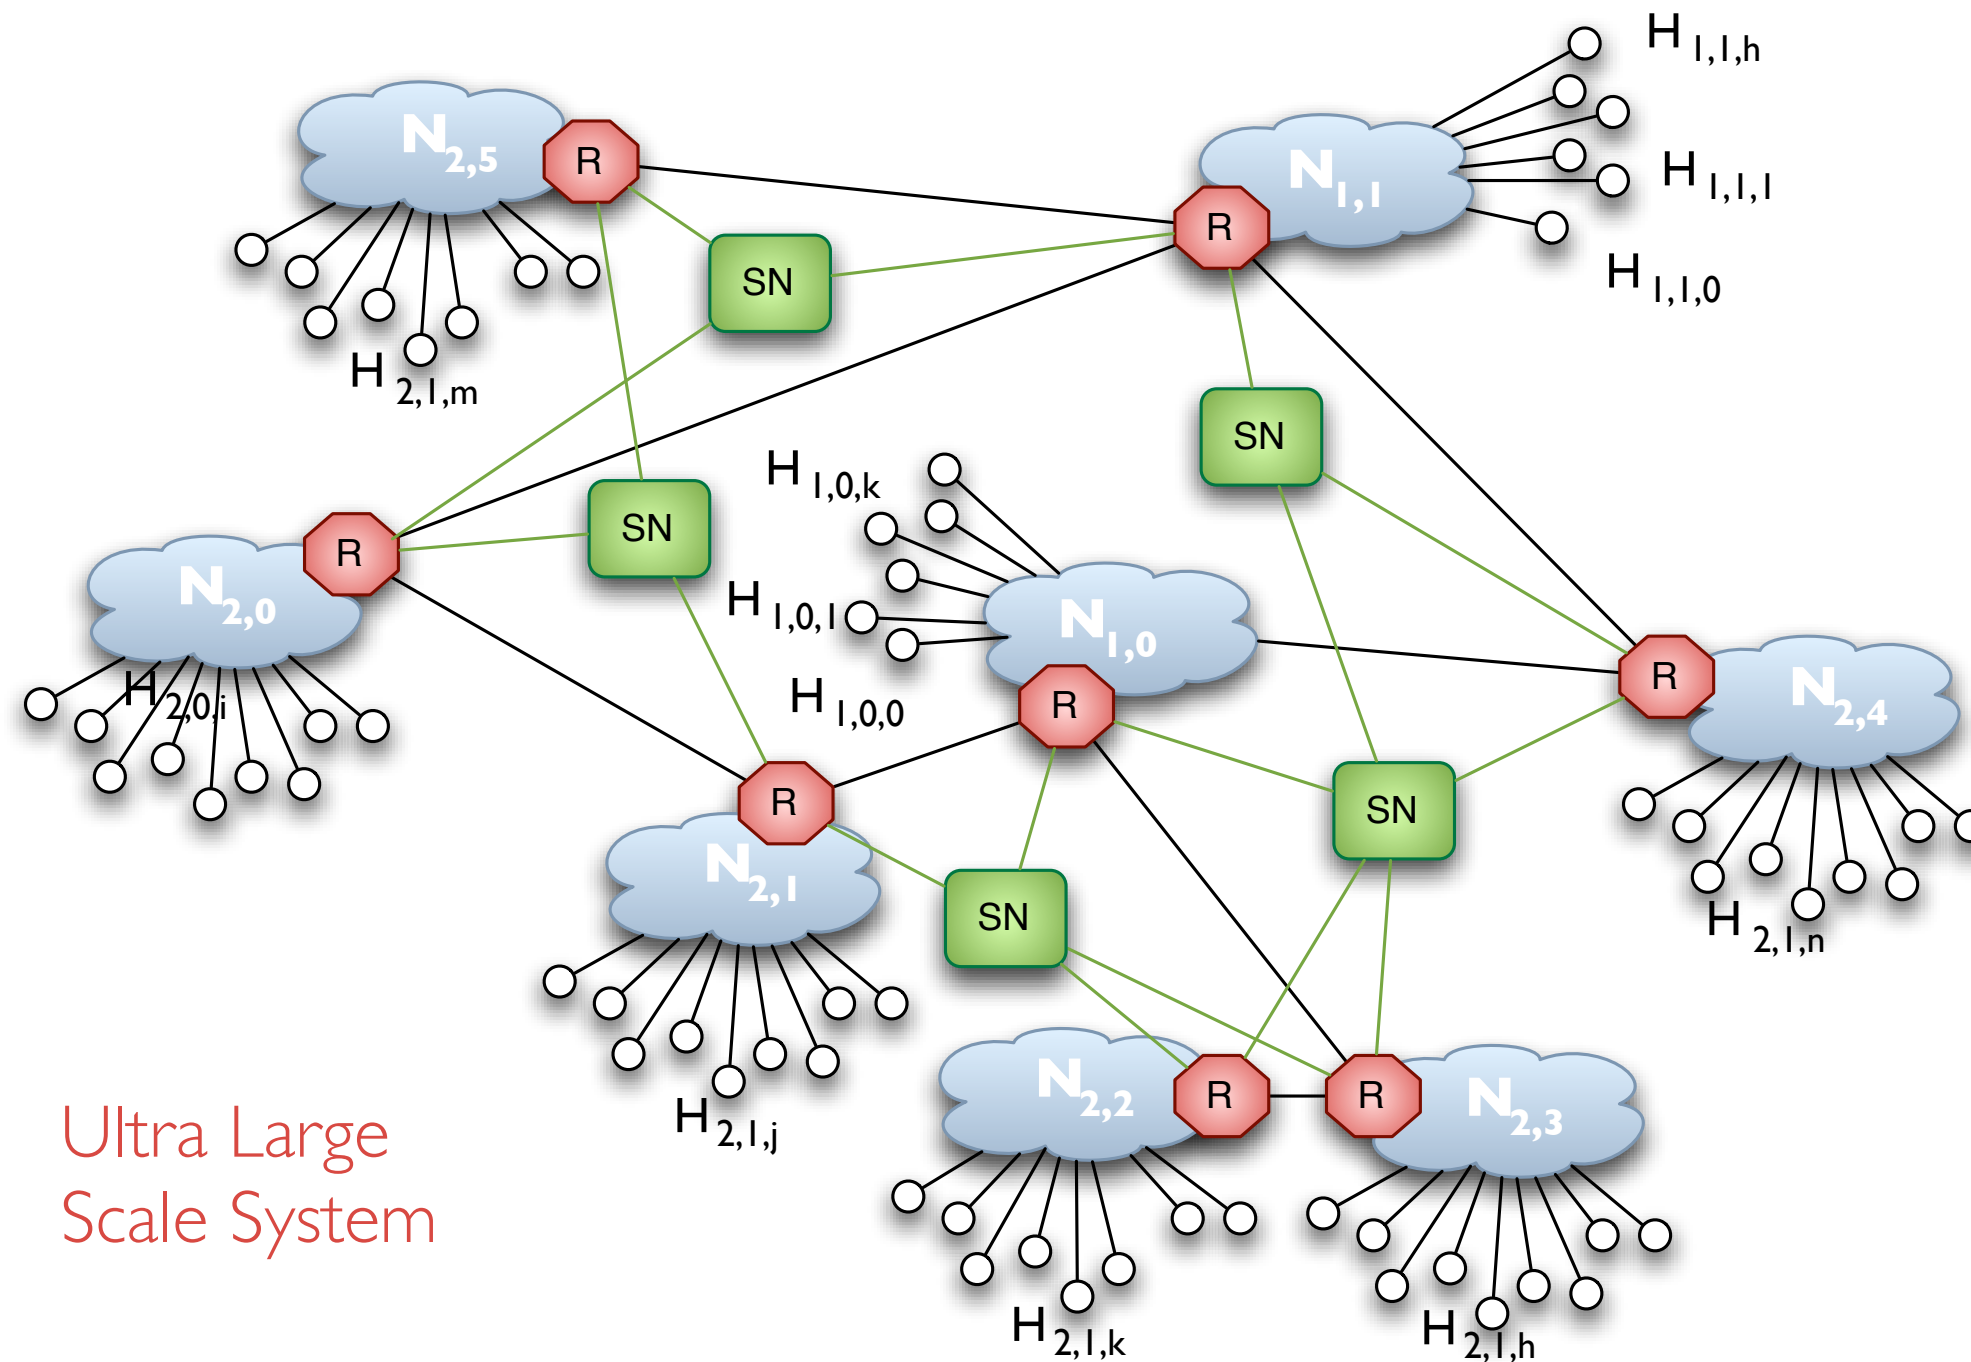 H 1,1,h
N 2,5
R
N 1,1
H 1,1,1
R
SN
H 1,1,0
H 2,1,m
SN
H 1,0,k
SN
R
N 2,0
H 1,0,1
N 1,0
H 2,0,i
H 1,0,0
R
R
N 2,4
R
SN
N 2,1
SN
H 2,1,n
N 2,2
R
R
N 2,3
H 2,1,j
Ultra Large
Scale System
H 2,1,k
H 2,1,h